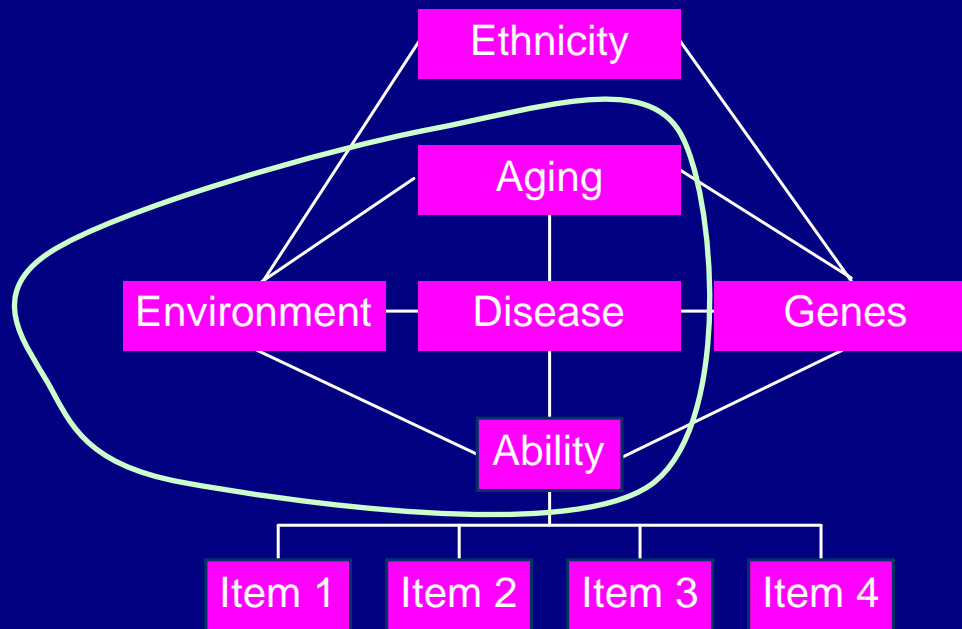 Ethnicity
Aging
Environment
Disease
Genes
Ability
Item 1
Item 2
Item 3
Item 4